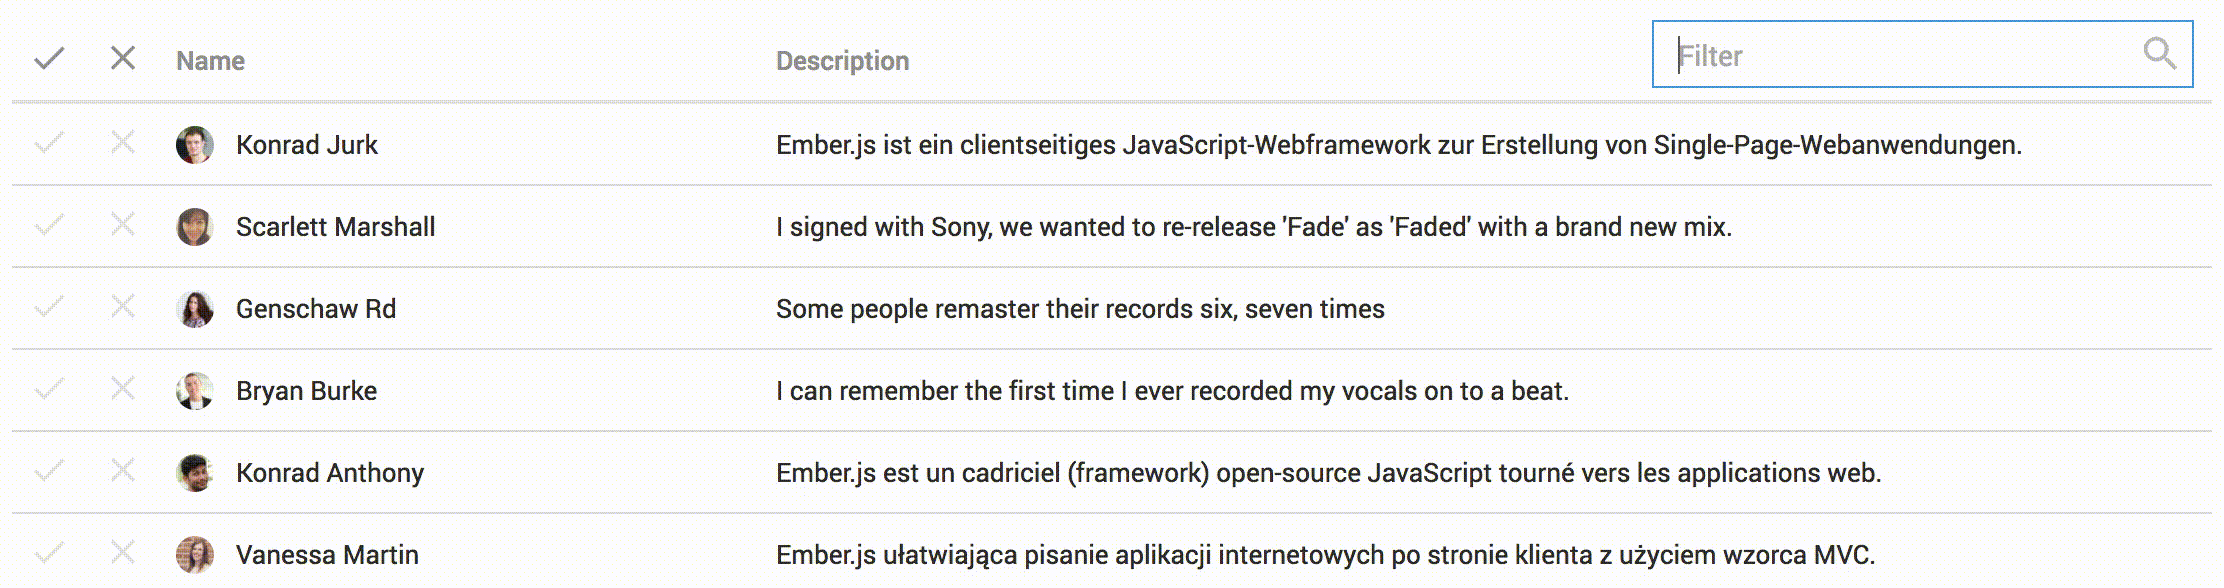 Name Description Filter
Konrad Jurk Ember.js ist ein clientseitiges JavaScript-Webframework zur Erstellung von Single-Page-Webanwendungen.
Scarlett Marshall I signed with Sony, we wanted to re-release 'Fade' as 'Faded' with a brand new mix.
Genschaw Rd Some people remaster their records six, seven times
Bryan Burke I can remember the first time I ever recorded my vocals on to a beat.
Konrad Anthony Ember.js est un cadriciel (framework) open-source JavaScript tourné vers les applications web.
Vanessa Martin Ember.js ułatwiająca pisanie aplikacji internetowych po stronie klienta z użyciem wzorca MVC.